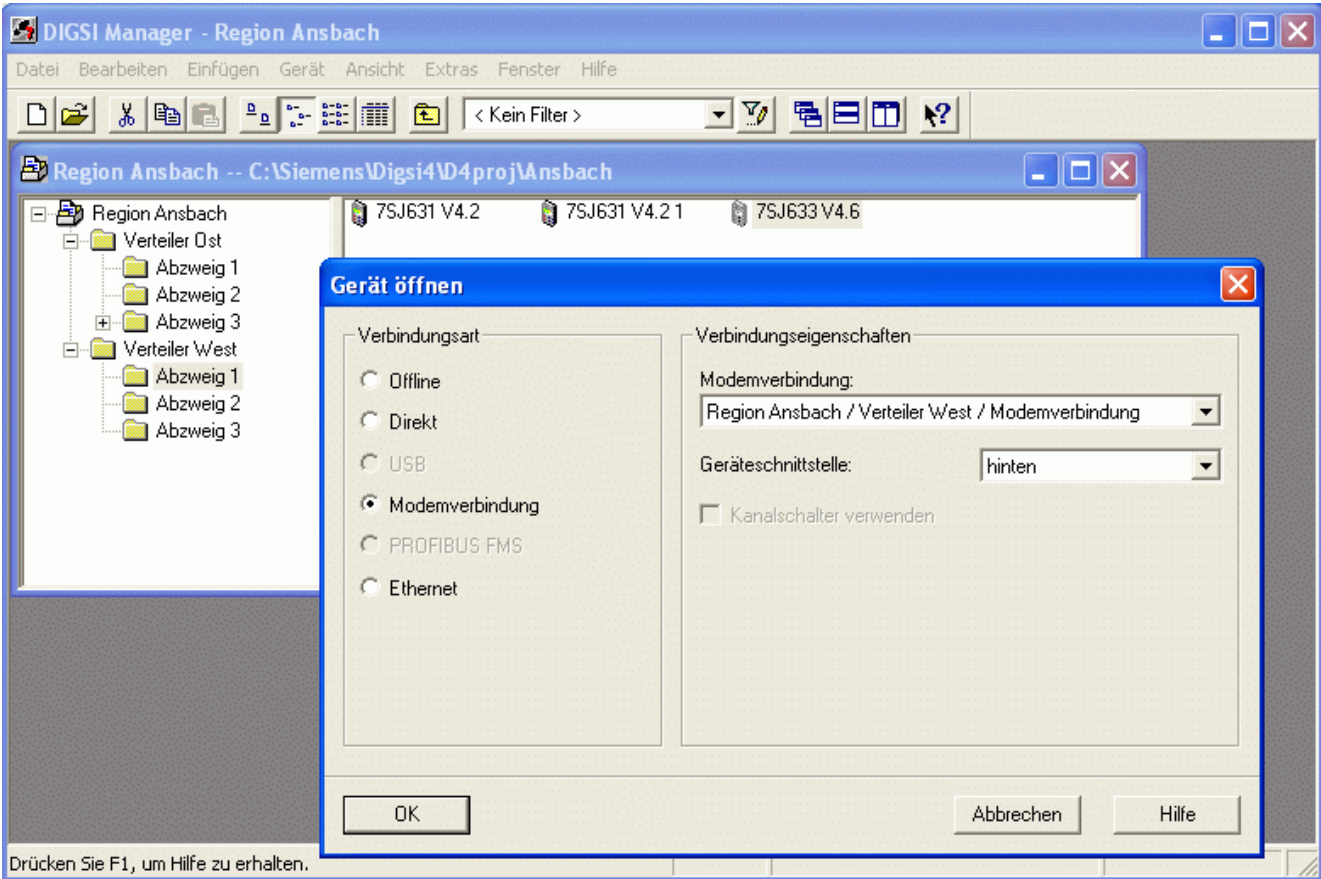 DIGSI Manager - Region Ansbach
Datei Bearbeiten Einfügen Gerät Ansicht Extras Fenster Hilfe
< Kein Filter >
Region Ansbach -- C:\Siemens\Digsi4\D4proj\Ansbach
Region Ansbach
Verteiler Ost
Abzweig 1
Abzweig 2
Abzweig 3
Verteiler West
Abzweig 1
Abzweig 2
Abzweig 3
7SJ631 V4.2 7SJ631 V4.2 1 7SJ633 V4.6
Gerät öffnen
Verbindungsart
Offline
Direkt
USB
Modemverbindung
PROFIBUS FMS
Ethernet
Verbindungseigenschaften
Modemverbindung:
Region Ansbach / Verteiler West / Modemverbindung
Geräteschnittstelle: hinten
Kanalschalter verwenden
OK Abbrechen Hilfe
Drücken Sie F1, um Hilfe zu erhalten.